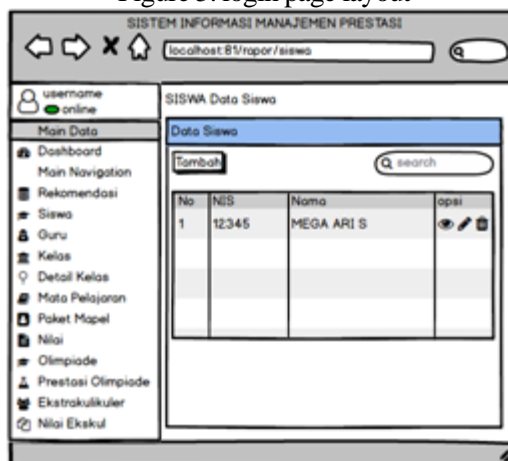 Figure 3. login page layout
SISTEM INFORMASI MANAJEMEN PRESTASI
localhost:81/rapor/siswa
username
online
SISWA Data Siswa
Main Data
Dashboard
Main Navigation
Rekomendasi
Siswa
Guru
Kelas
Detail Kelas
Mata Pelajaran
Paket Mapel
Nilai
Olimpiade
Prestasi Olimpiade
Ekstrakulikuler
Nilai Ekskul
Data Siswa
Tambah
search
No NIS Nama opsi
1 12345 MEGA ARI S